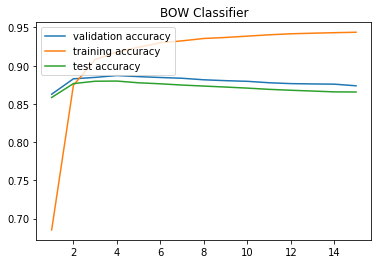 BOW Classifier
0.95
0.90
0.85
0.80
0.75
0.70
validation accuracy
training accuracy
test accuracy
2 4 6 8 10 12 14